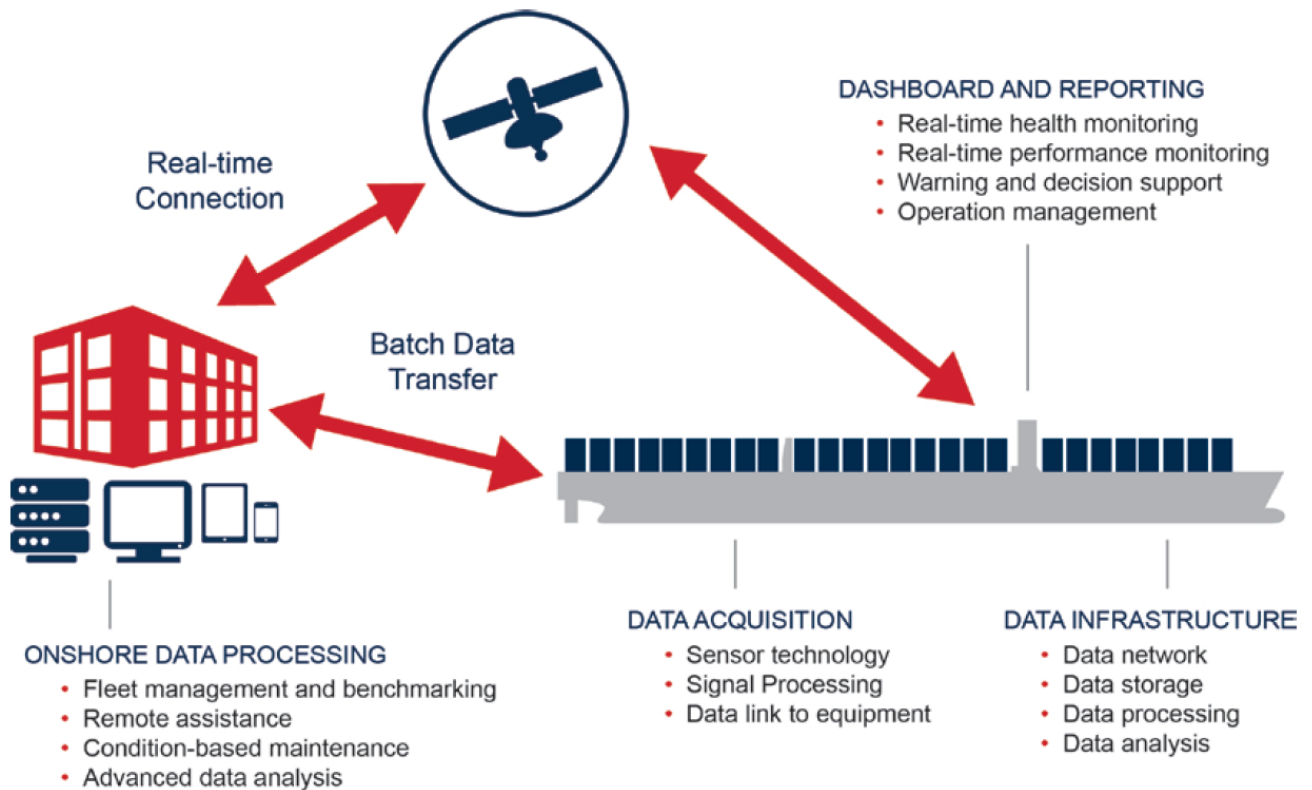 DASHBOARD AND REPORTING
• Real-time health monitoring
• Real-time performance monitoring
• Warning and decision support
• Operation management
Real-time
Connection
Batch Data
Transfer
ONSHORE DATA PROCESSING
• Fleet management and benchmarking
• Remote assistance
• Condition-based maintenance
• Advanced data analysis
DATA ACQUISITION
• Sensor technology
• Signal Processing
• Data link to equipment
DATA INFRASTRUCTURE
• Data network
• Data storage
• Data processing
• Data analysis